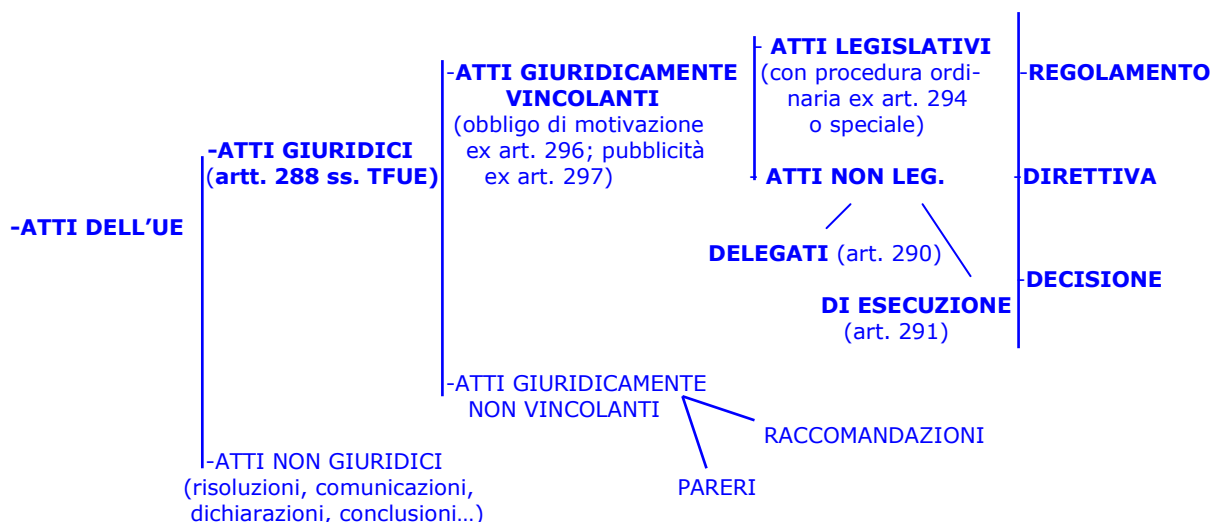 -ATTI DELL’UE
-ATTI GIURIDICI
(artt. 288 ss. TFUE)
-ATTI GIURIDICAMENTE
VINCOLANTI
(obbligo di motivazione
ex art. 296; pubblicità
ex art. 297)
- ATTI LEGISLATIVI
(con procedura ordi-
naria ex art. 294
o speciale)
- ATTI NON LEG.
DELEGATI (art. 290)
DI ESECUZIONE
(art. 291)
-REGOLAMENTO
-DIRETTIVA
-DECISIONE
-ATTI GIURIDICAMENTE
NON VINCOLANTI
RACCOMANDAZIONI
PARERI
-ATTI NON GIURIDICI
(risoluzioni, comunicazioni,
dichiarazioni, conclusioni…)